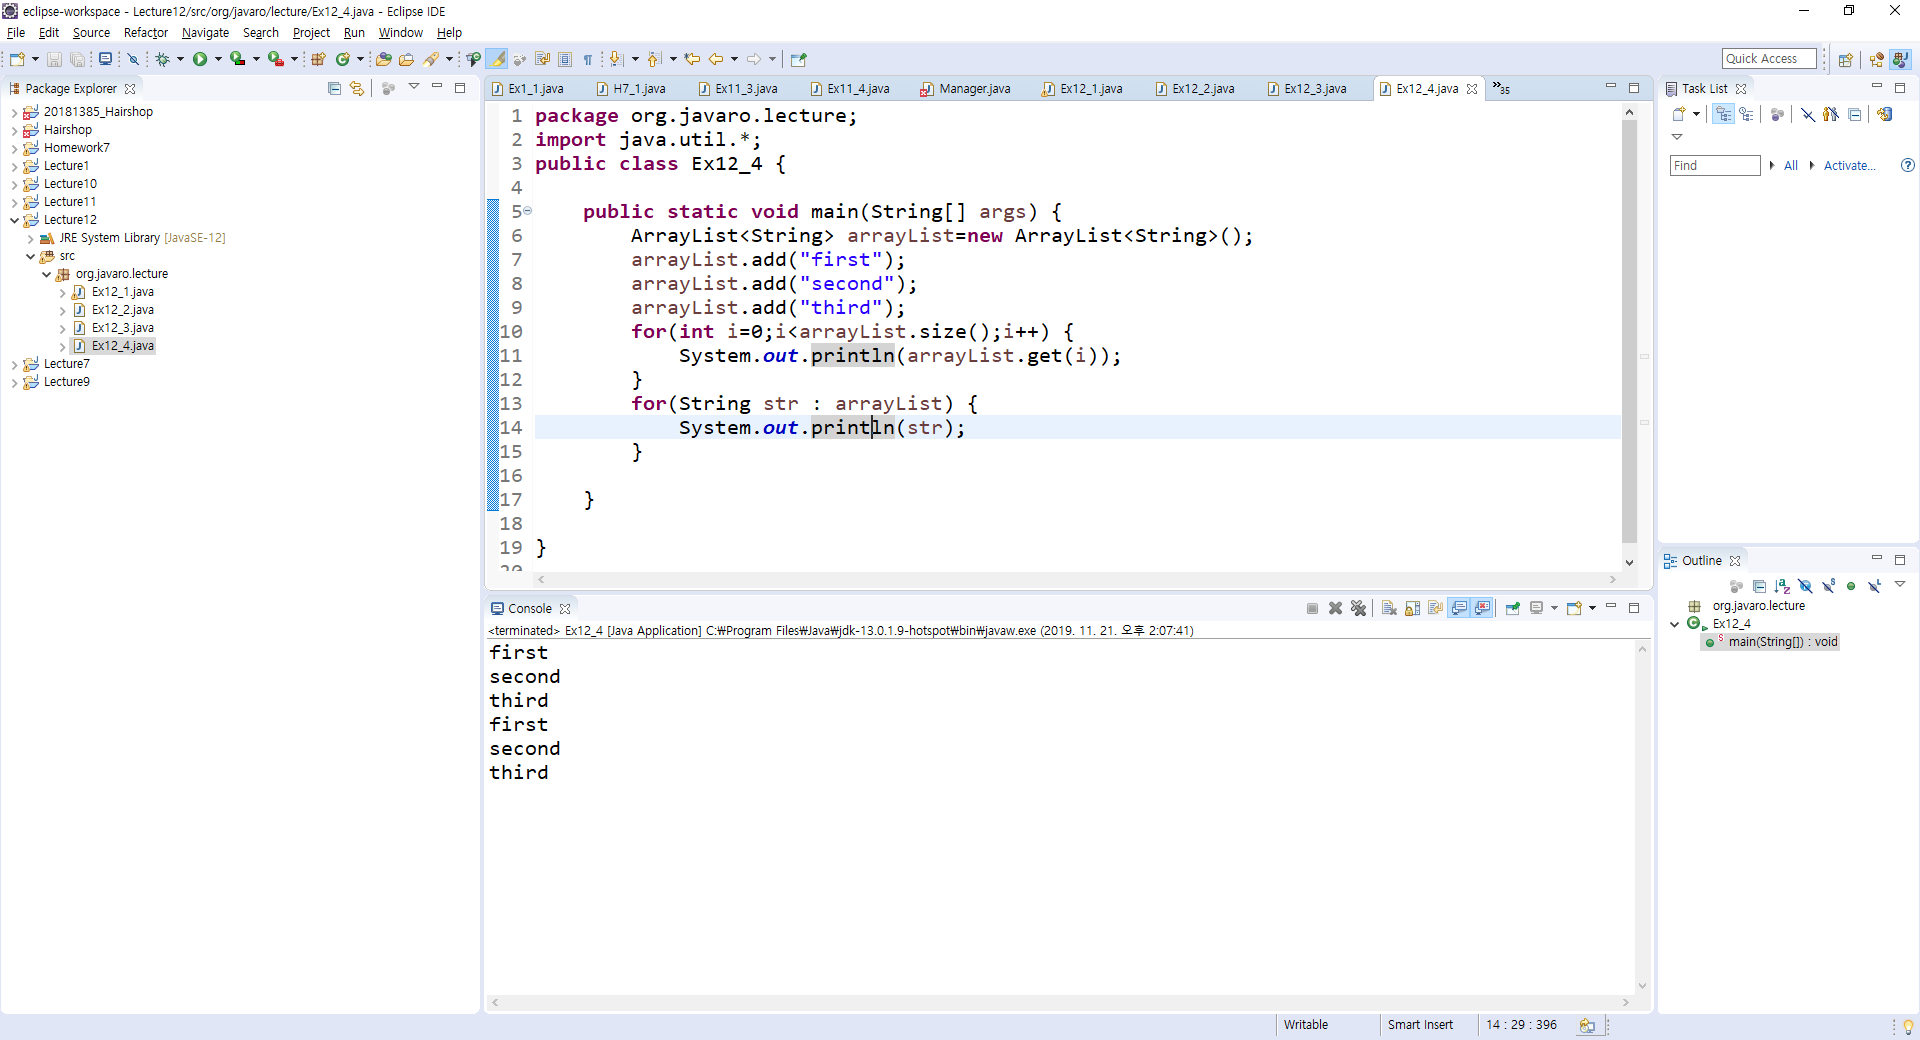 eclipse-workspace - Lecture12/src/org/javaro/lecture/Ex12_4.java - Eclipse IDE
File Edit Source Refactor Navigate Search Project Run Window Help
Quick Access
Package Explorer
20181385_Hairshop
Hairshop
Homework7
Lecture1
Lecture10
Lecture11
Lecture12
JRE System Library [JavaSE-12]
src
org.javaro.lecture
Ex12_1.java
Ex12_2.java
Ex12_3.java
Ex12_4.java
Lecture7
Lecture9
Ex1_1.java H7_1.java Ex11_3.java Ex11_4.java Manager.java Ex12_1.java Ex12_2.java Ex12_3.java Ex12_4.java »35
1 package org.javaro.lecture;
2 import java.util.*;
3 public class Ex12_4 {
4
5 public static void main(String[] args) {
6 ArrayList<String> arrayList=new ArrayList<String>();
7 arrayList.add("first");
8 arrayList.add("second");
9 arrayList.add("third");
10 for(int i=0;i<arrayList.size();i++) {
11 System.out.println(arrayList.get(i));
12 }
13 for(String str : arrayList) {
14 System.out.println(str);
15 }
16
17 }
18
19 }
20
Console
<terminated> Ex12_4 [Java Application] C:₩Program Files₩Java₩jdk-13.0.1.9-hotspot₩bin₩javaw.exe (2019. 11. 21. 오후 2:07:41)
first
second
third
first
second
third
Task List
Find All Activate...
Outline
org.javaro.lecture
Ex12_4
main(String[]) : void
Writable Smart Insert 14 : 29 : 396